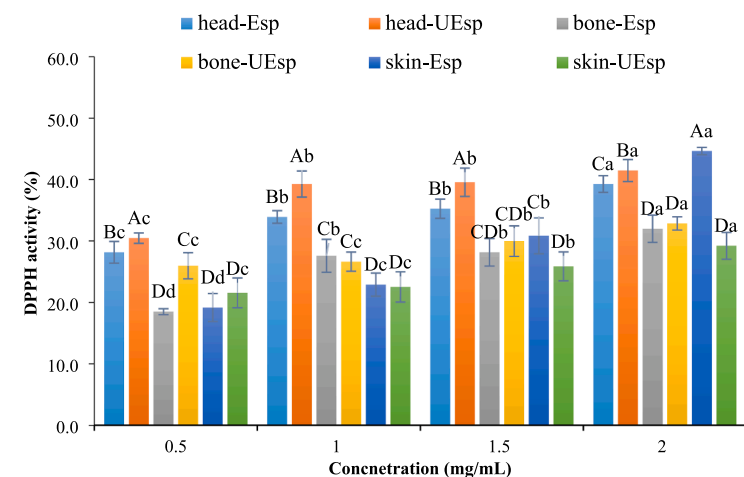 head-Esp head-UEsp bone-Esp
bone-UEsp skin-Esp skin-UEsp
60.0
50.0
40.0
30.0
20.0
10.0
0.0
DPPH activity (%)
Bc Ac Dd Cc Dd Dc
Bb Ab Cb Cc Dc Dc
Bb Ab CDb CDb Cb Db
Ca Ba Da Da Aa Da
0.5 1 1.5 2
Concnetration (mg/mL)